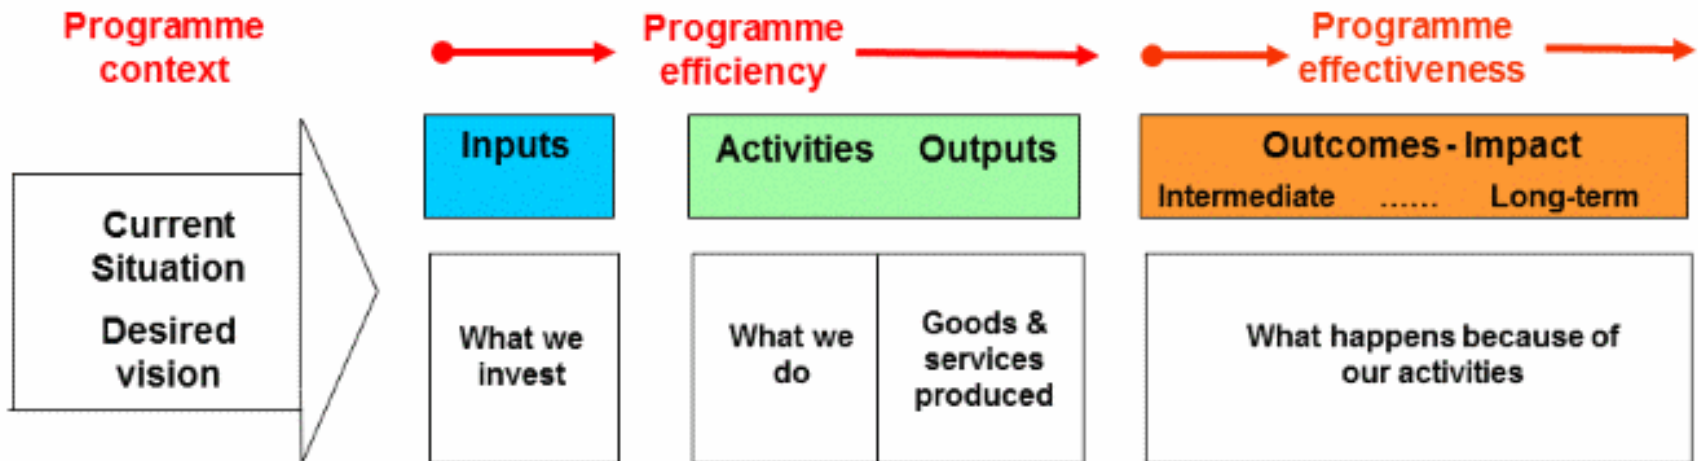 Programme
context
Programme
efficiency
Programme
effectiveness
Current
Situation
Desired
vision
Inputs
Activities Outputs
Outcomes - Impact
Intermediate ...... Long-term
What we
invest
What we
do
Goods &
services
produced
What happens because of
our activities